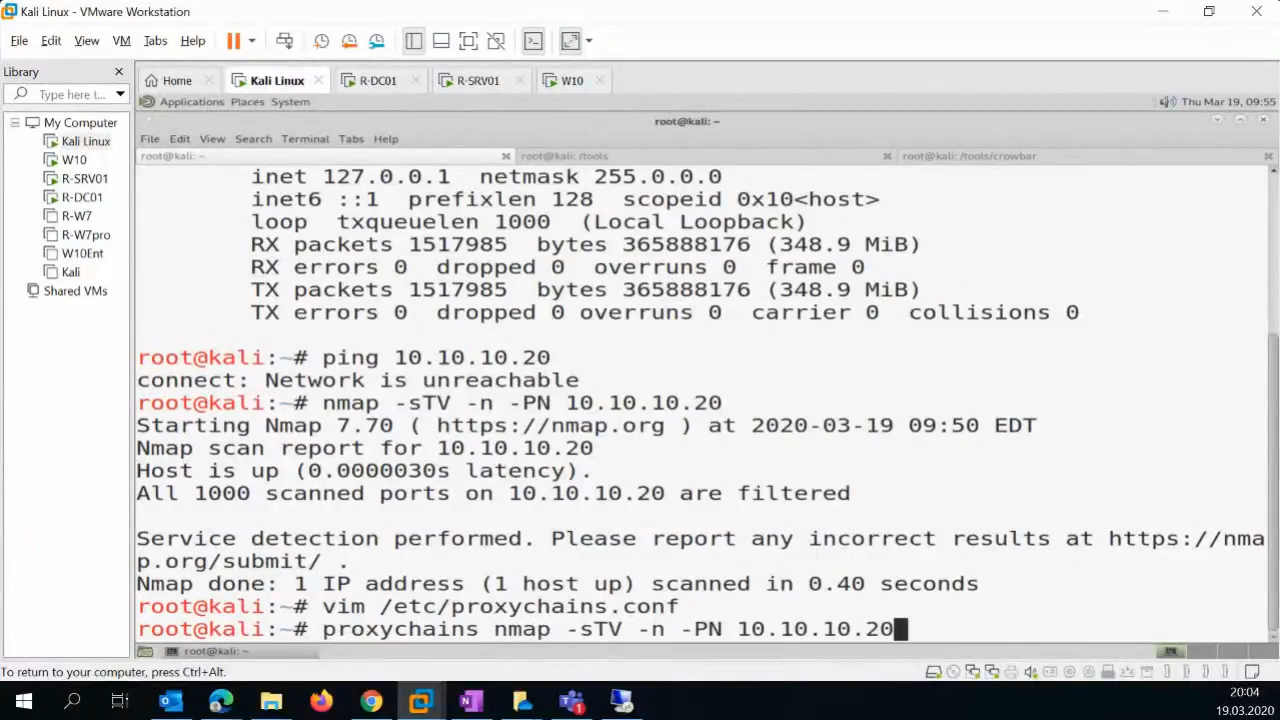 Kali Linux - VMware Workstation
File Edit View VM Tabs Help
Library
Type here t...
Home Kali Linux R-DC01 R-SRV01 W10
My Computer
Kali Linux
W10
R-SRV01
R-DC01
R-W7
R-W7pro
W10Ent
Kali
Shared VMs
Applications Places System
Thu Mar 19, 09:55
root@kali: ~
File Edit View Search Terminal Tabs Help
root@kali: ~ root@kali: /tools root@kali: /tools/crowbar
inet 127.0.0.1 netmask 255.0.0.0
inet6 ::1 prefixlen 128 scopeid 0x10<host>
loop txqueuelen 1000 (Local Loopback)
RX packets 1517985 bytes 365888176 (348.9 MiB)
RX errors 0 dropped 0 overruns 0 frame 0
TX packets 1517985 bytes 365888176 (348.9 MiB)
TX errors 0 dropped 0 overruns 0 carrier 0 collisions 0
root@kali:~# ping 10.10.10.20
connect: Network is unreachable
root@kali:~# nmap -sTV -n -PN 10.10.10.20
Starting Nmap 7.70 ( https://nmap.org ) at 2020-03-19 09:50 EDT
Nmap scan report for 10.10.10.20
Host is up (0.0000030s latency).
All 1000 scanned ports on 10.10.10.20 are filtered
Service detection performed. Please report any incorrect results at https://nma
p.org/submit/ .
Nmap done: 1 IP address (1 host up) scanned in 0.40 seconds
root@kali:~# vim /etc/proxychains.conf
root@kali:~# proxychains nmap -sTV -n -PN 10.10.10.20
root@kali: ~
To return to your computer, press Ctrl+Alt.
1
20:04
19.03.2020